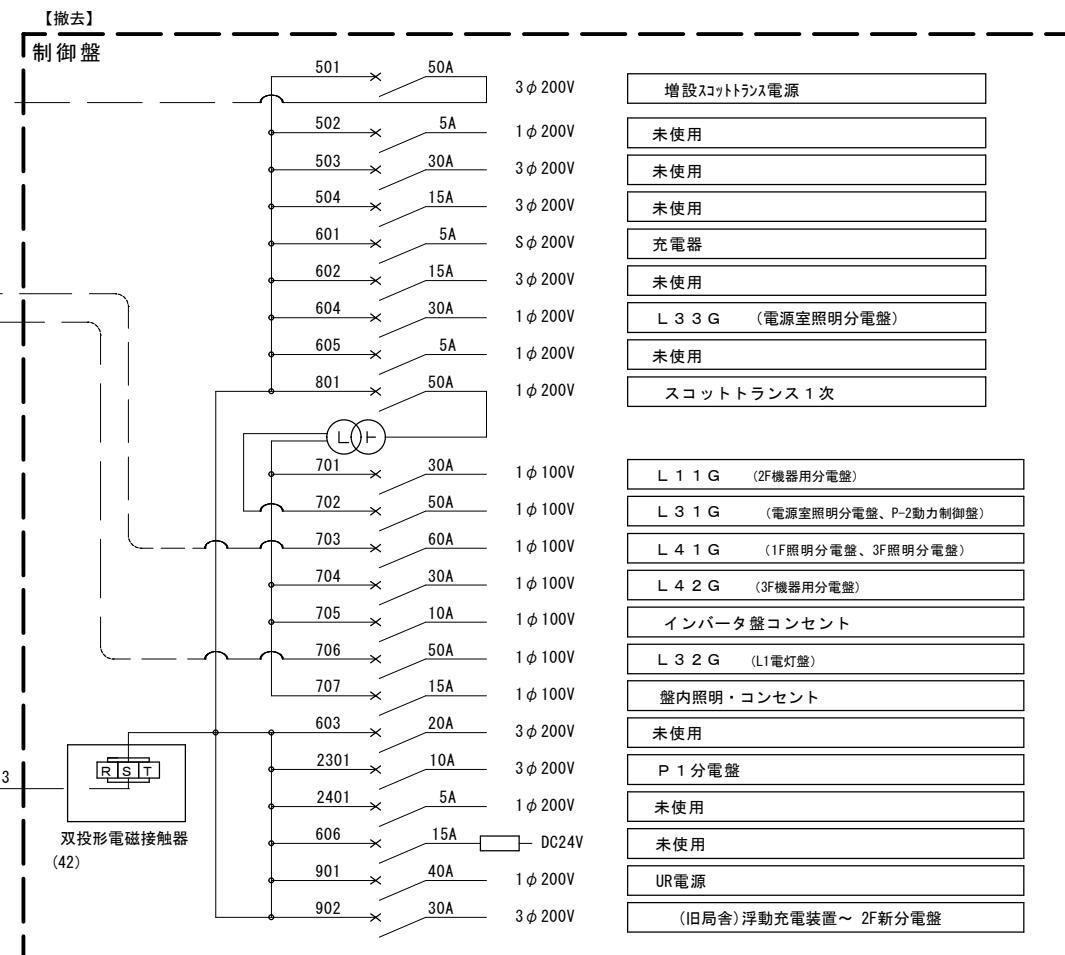 【撤去】
制御盤
501 50A 3φ200V 増設スコットトランス電源
502 5A 1φ200V 未使用
503 30A 3φ200V 未使用
504 15A 3φ200V 未使用
601 5A Sφ200V 充電器
602 15A 3φ200V 未使用
604 30A 1φ200V L33G (電源室照明分電盤)
605 5A 1φ200V 未使用
801 50A 1φ200V スコットトランス1次
701 30A 1φ100V L11G (2F機器用分電盤)
702 50A 1φ100V L31G (電源室照明分電盤、P-2動力制御盤)
703 60A 1φ100V L41G (1F照明分電盤、3F照明分電盤)
704 30A 1φ100V L42G (3F機器用分電盤)
705 10A 1φ100V インバータ盤コンセント
706 50A 1φ100V L32G (L1電灯盤)
707 15A 1φ100V 盤内照明・コンセント
603 20A 3φ200V 未使用
2301 10A 3φ200V P1分電盤
2401 5A 1φ200V 未使用
606 15A DC24V 未使用
901 40A 1φ200V UR電源
902 30A 3φ200V (旧局舎)浮動充電装置~ 2F新分電盤
R S T
3
双投形電磁接触器
(42)